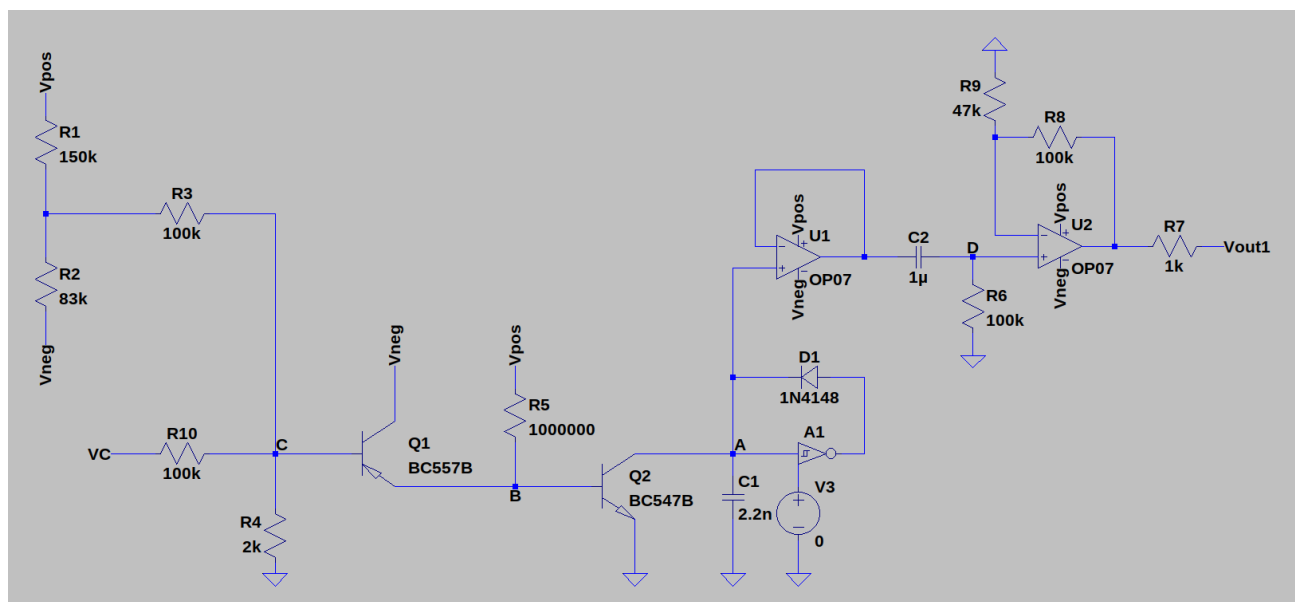 Vpos
R1
150k
R2
83k
Vneg
R3
100k
VC
R10
100k
C
R4
2k
Vneg
Q1
BC557B
Vpos
R5
1000000
B
Q2
BC547B
A
C1
2.2n
D1
1N4148
A1
V3
0
Vpos
U1
OP07
Vneg
C2
1µ
D
R6
100k
R9
47k
R8
100k
Vpos
U2
OP07
Vneg
R7
1k
Vout1